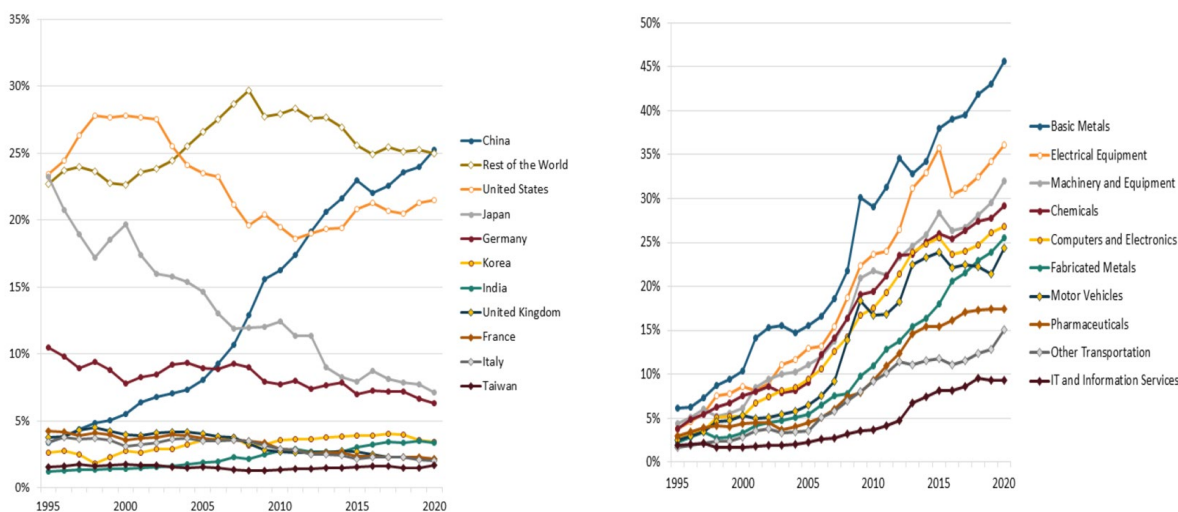 35%
30%
25%
20%
15%
10%
5%
0%
1995 2000 2005 2010 2015 2020
China
Rest of the World
United States
Japan
Germany
Korea
India
United Kingdom
France
Italy
Taiwan
50%
45%
40%
35%
30%
25%
20%
15%
10%
5%
0%
1995 2000 2005 2010 2015 2020
Basic Metals
Electrical Equipment
Machinery and Equipment
Chemicals
Computers and Electronics
Fabricated Metals
Motor Vehicles
Pharmaceuticals
Other Transportation
IT and Information Services